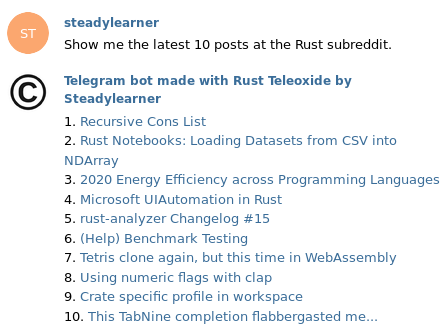 ST
steadylearner
Show me the latest 10 posts at the Rust subreddit.
©
Telegram bot made with Rust Teleoxide by
Steadylearner
1. Recursive Cons List
2. Rust Notebooks: Loading Datasets from CSV into
NDArray
3. 2020 Energy Efficiency across Programming Languages
4. Microsoft UIAutomation in Rust
5. rust-analyzer Changelog #15
6. (Help) Benchmark Testing
7. Tetris clone again, but this time in WebAssembly
8. Using numeric flags with clap
9. Crate specific profile in workspace
10. This TabNine completion flabbergasted me...